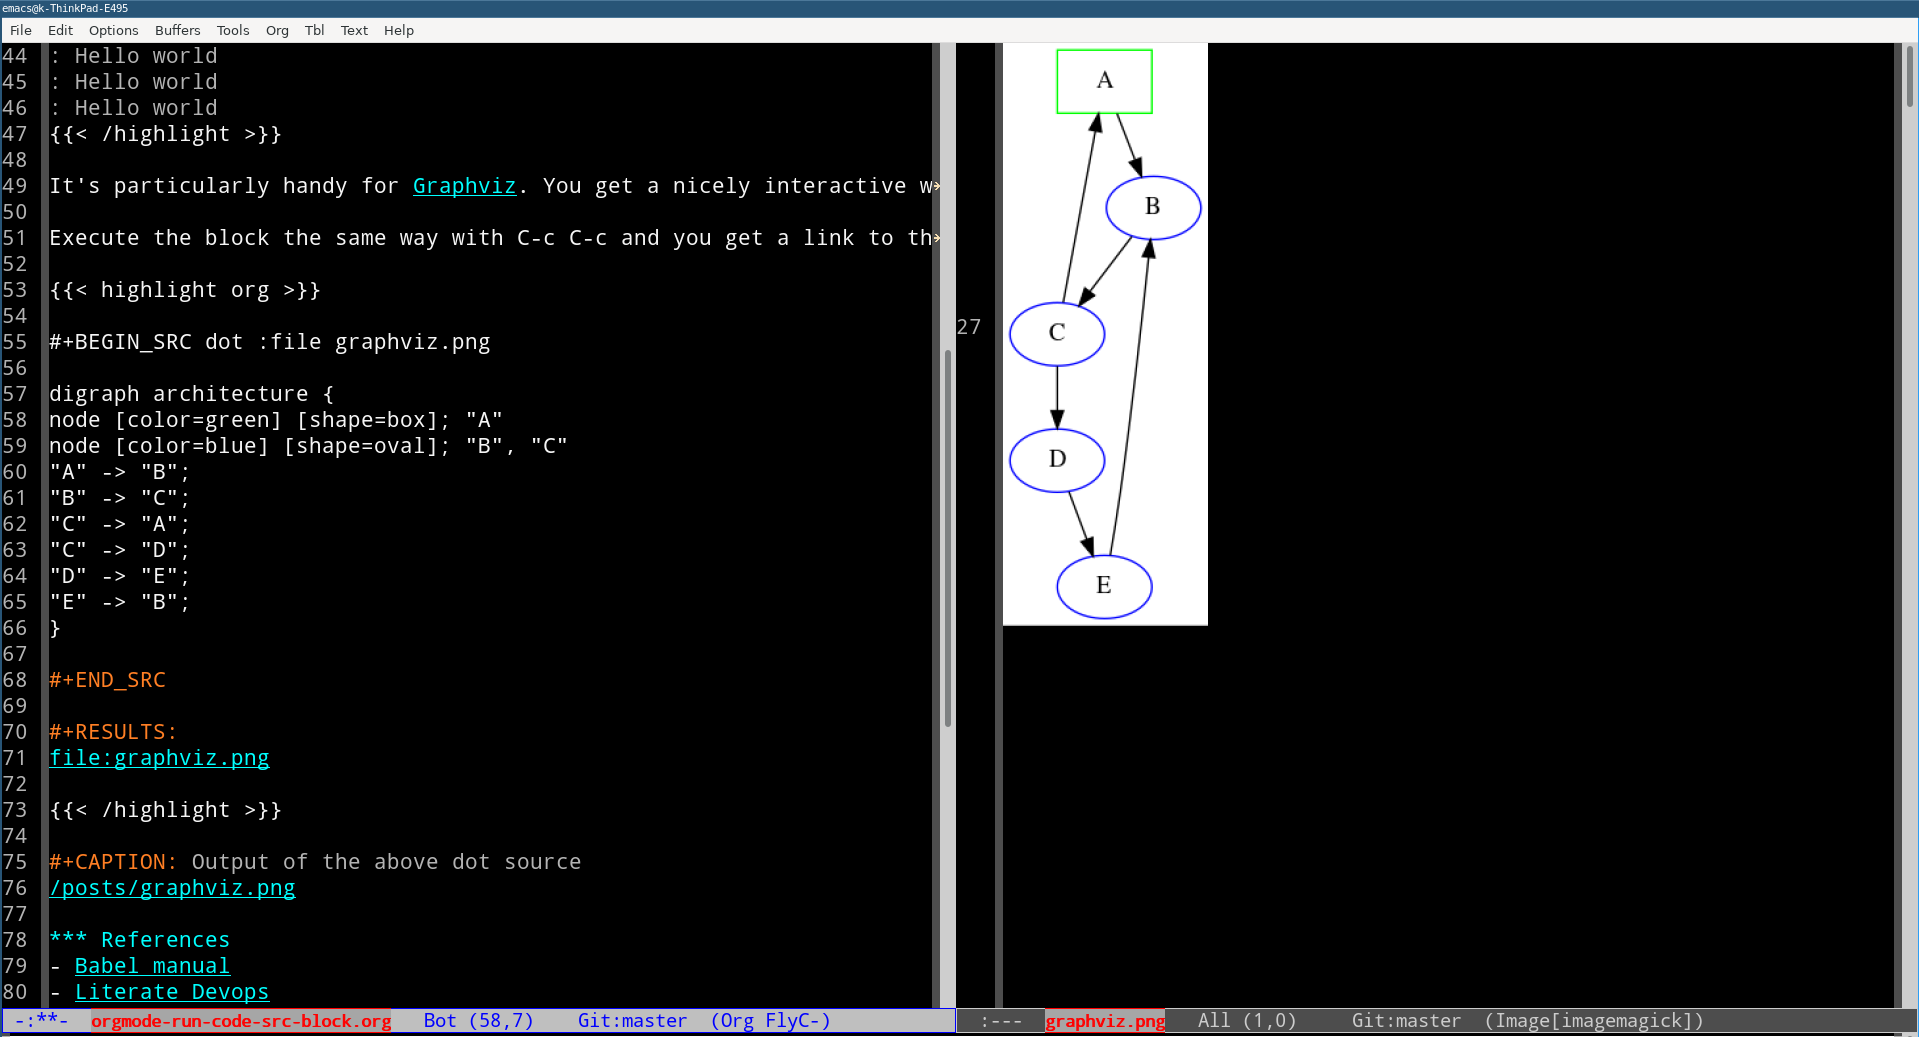 emacs@k-ThinkPad-E495
File Edit Options Buffers Tools Org Tbl Text Help
44 : Hello world
45 : Hello world
46 : Hello world
47 {{< /highlight >}}
48
49 It's particularly handy for Graphviz. You get a nicely interactive w
50
51 Execute the block the same way with C-c C-c and you get a link to th
52
53 {{< highlight org >}}
54
55 #+BEGIN_SRC dot :file graphviz.png
56
57 digraph architecture {
58 node [color=green] [shape=box]; "A"
59 node [color=blue] [shape=oval]; "B", "C"
60 "A" -> "B";
61 "B" -> "C";
62 "C" -> "A";
63 "C" -> "D";
64 "D" -> "E";
65 "E" -> "B";
66 }
67
68 #+END_SRC
69
70 #+RESULTS:
71 file:graphviz.png
72
73 {{< /highlight >}}
74
75 #+CAPTION: Output of the above dot source
76 /posts/graphviz.png
77
78 *** References
79 - Babel manual
80 - Literate Devops
-:**- orgmode-run-code-src-block.org Bot (58,7) Git:master (Org FlyC-)
27
A
B
C
D
E
:--- graphviz.png All (1,0) Git:master (Image[imagemagick])